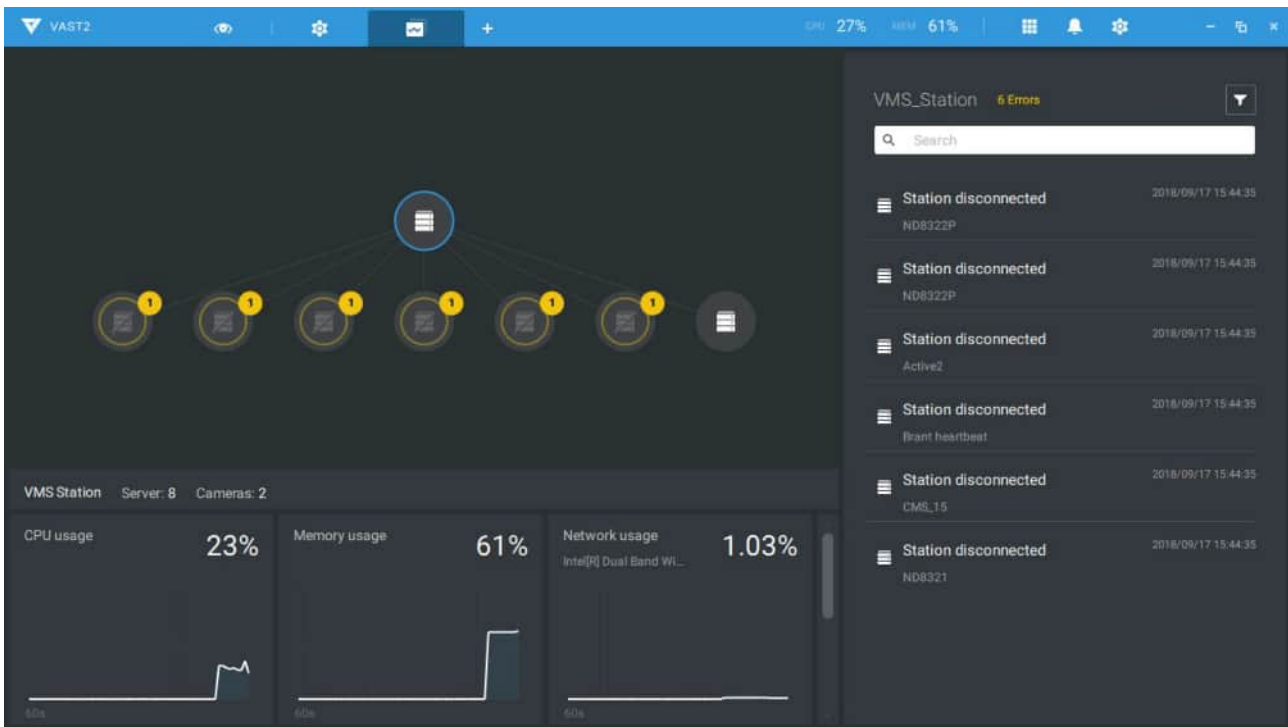 VAST2
CPU 27% MEM 61%
VMS_Station 6 Errors
Search
Station disconnected 2018/09/17 15:44:35
ND8322P
Station disconnected 2018/09/17 15:44:35
ND8322P
Station disconnected 2018/09/17 15:44:35
Active2
Station disconnected 2018/09/17 15:44:35
Brant heartbeat
Station disconnected 2018/09/17 15:44:35
CMS_15
Station disconnected 2018/09/17 15:44:35
ND8321
1 1 1 1 1 1
VMS Station Server: 8 Cameras: 2
CPU usage 23%
60s
Memory usage 61%
60s
Network usage 1.03%
Intel[R] Dual Band Wi...
60s